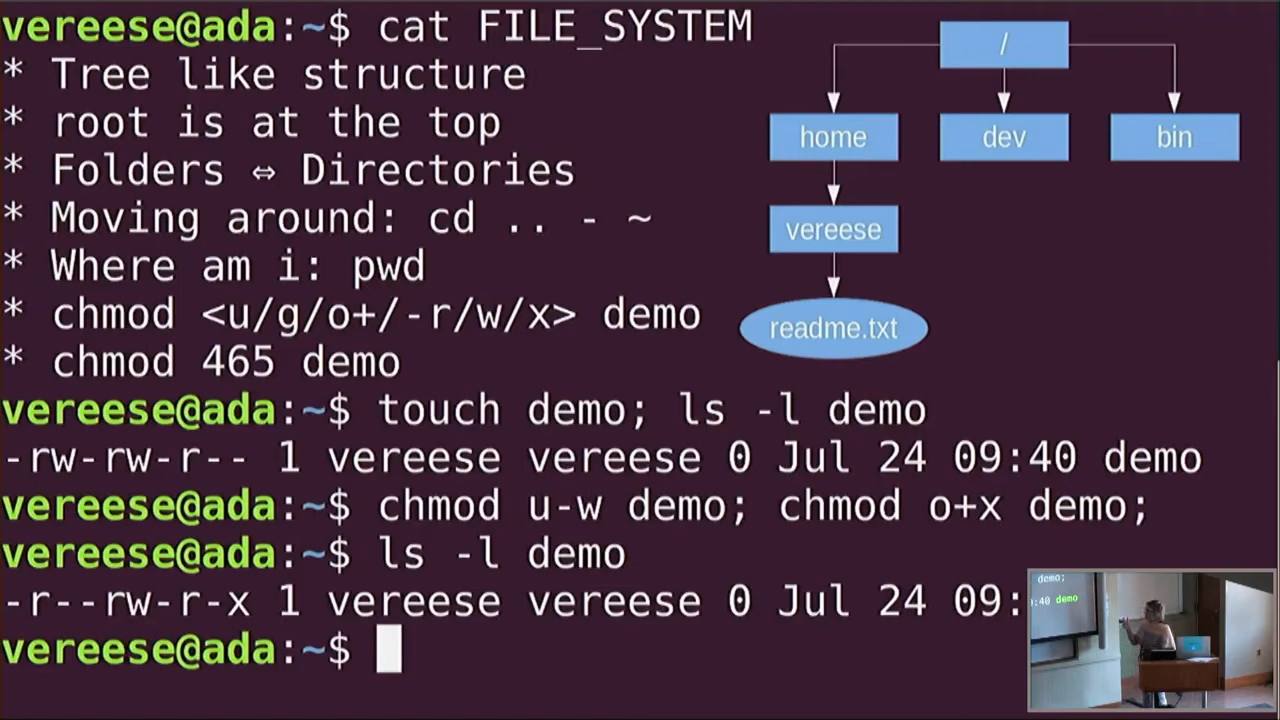 vereese@ada:~$ cat FILE_SYSTEM
* Tree like structure
* root is at the top
* Folders ⇔ Directories
* Moving around: cd .. - ~
* Where am i: pwd
* chmod <u/g/o+/-r/w/x> demo
* chmod 465 demo
/
home
dev
bin
vereese
readme.txt
vereese@ada:~$ touch demo; ls -l demo
-rw-rw-r-- 1 vereese vereese 0 Jul 24 09:40 demo
vereese@ada:~$ chmod u-w demo; chmod o+x demo;
vereese@ada:~$ ls -l demo
-r--rw-r-x 1 vereese vereese 0 Jul 24 09:
vereese@ada:~$
demo;
:40 demo